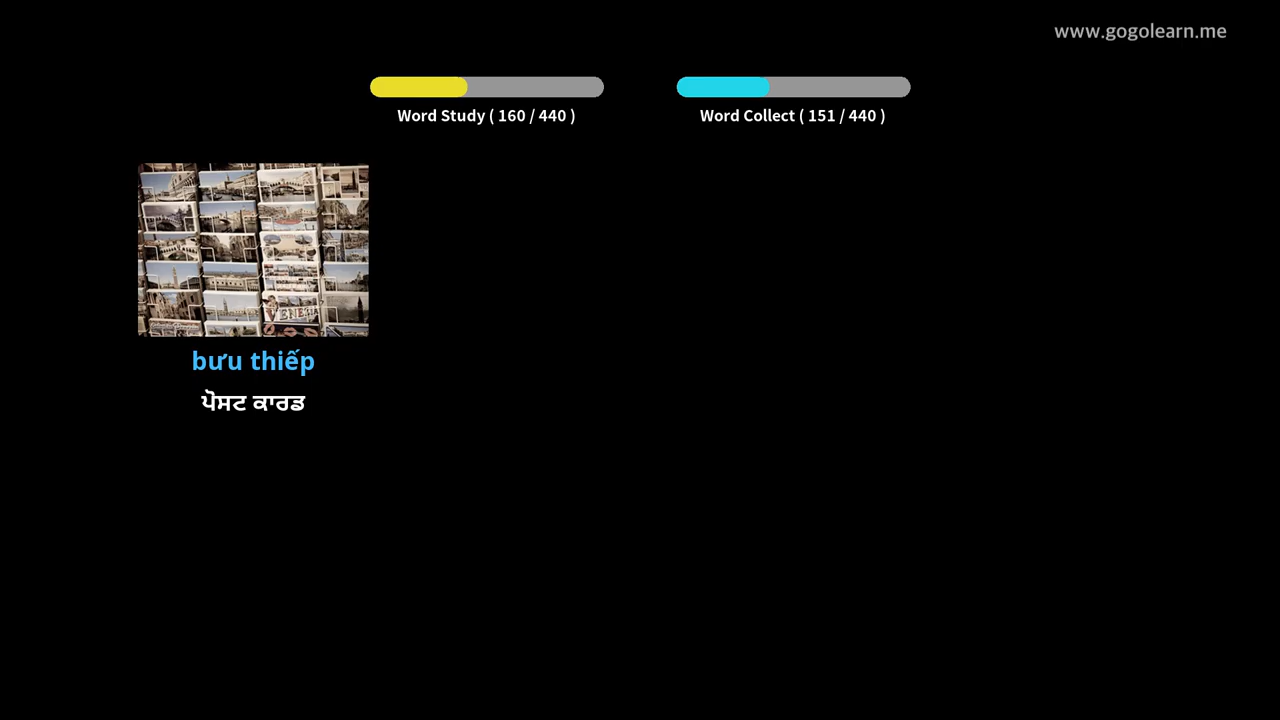 www.gogolearn.me
Word Study ( 160 / 440 )
Word Collect ( 151 / 440 )
bưu thiếp
ਪੋਸਟ ਕਾਰਡ